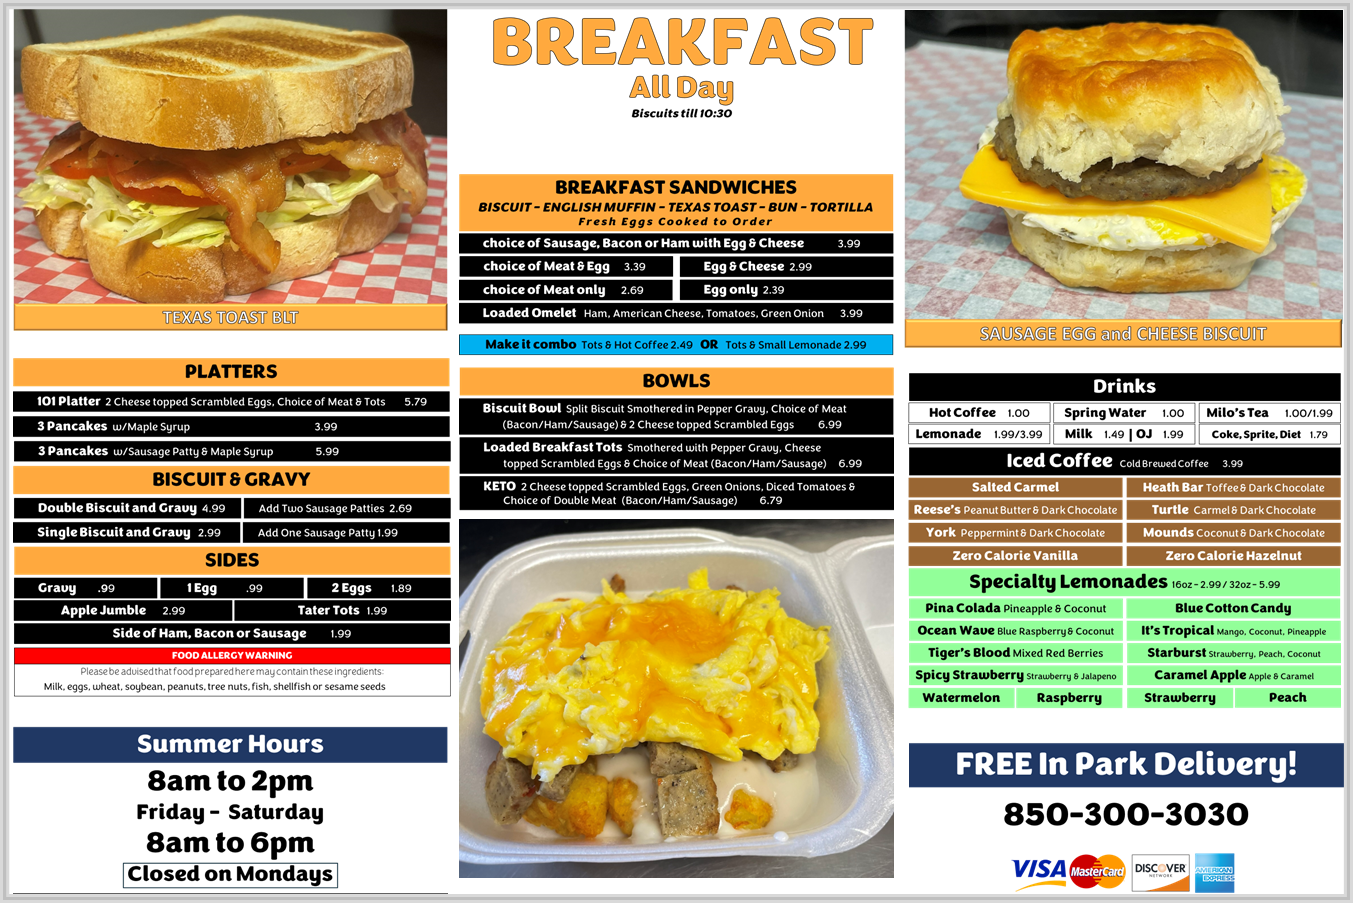 TEXAS TOAST BLT
PLATTERS
101 Platter 2 Cheese topped Scrambled Eggs, Choice of Meat & Tots 5.79
3 Pancakes w/Maple Syrup 3.99
3 Pancakes w/Sausage Patty & Maple Syrup 5.99
BISCUIT & GRAVY
Double Biscuit and Gravy 4.99 Add Two Sausage Patties 2.69
Single Biscuit and Gravy 2.99 Add One Sausage Patty 1.99
SIDES
Gravy .99 1 Egg .99 2 Eggs 1.89
Apple Jumble 2.99 Tater Tots 1.99
Side of Ham, Bacon or Sausage 1.99
FOOD ALLERGY WARNING
Please be advised that food prepared here may contain these ingredients:
Milk, eggs, wheat, soybean, peanuts, tree nuts, fish, shellfish or sesame seeds
Summer Hours
8am to 2pm
Friday - Saturday
8am to 6pm
Closed on Mondays
BREAKFAST
All Day
Biscuits till 10:30
BREAKFAST SANDWICHES
BISCUIT - ENGLISH MUFFIN - TEXAS TOAST - BUN - TORTILLA
Fresh Eggs Cooked to Order
choice of Sausage, Bacon or Ham with Egg & Cheese 3.99
choice of Meat & Egg 3.39 Egg & Cheese 2.99
choice of Meat only 2.69 Egg only 2.39
Loaded Omelet Ham, American Cheese, Tomatoes, Green Onion 3.99
Make it combo Tots & Hot Coffee 2.49 OR Tots & Small Lemonade 2.99
BOWLS
Biscuit Bowl Split Biscuit Smothered in Pepper Gravy, Choice of Meat
(Bacon/Ham/Sausage) & 2 Cheese topped Scrambled Eggs 6.99
Loaded Breakfast Tots Smothered with Pepper Gravy, Cheese
topped Scrambled Eggs & Choice of Meat (Bacon/Ham/Sausage) 6.99
KETO 2 Cheese topped Scrambled Eggs, Green Onions, Diced Tomatoes &
Choice of Double Meat (Bacon/Ham/Sausage) 6.79
SAUSAGE EGG and CHEESE BISCUIT
Drinks
Hot Coffee 1.00 Spring Water 1.00 Milo's Tea 1.00/1.99
Lemonade 1.99/3.99 Milk 1.49 | OJ 1.99 Coke, Sprite, Diet 1.79
Iced Coffee Cold Brewed Coffee 3.99
Salted Carmel Heath Bar Toffee & Dark Chocolate
Reese's Peanut Butter & Dark Chocolate Turtle Carmel & Dark Chocolate
York Peppermint & Dark Chocolate Mounds Coconut & Dark Chocolate
Zero Calorie Vanilla Zero Calorie Hazelnut
Specialty Lemonades 16oz - 2.99 / 32oz - 5.99
Pina Colada Pineapple & Coconut Blue Cotton Candy
Ocean Wave Blue Raspberry & Coconut It's Tropical Mango, Coconut, Pineapple
Tiger's Blood Mixed Red Berries Starburst Strawberry, Peach, Coconut
Spicy Strawberry Strawberry & Jalapeno Caramel Apple Apple & Caramel
Watermelon Raspberry Strawberry Peach
FREE In Park Delivery!
850-300-3030
VISA MasterCard DISCOVER NETWORK AMERICAN EXPRESS